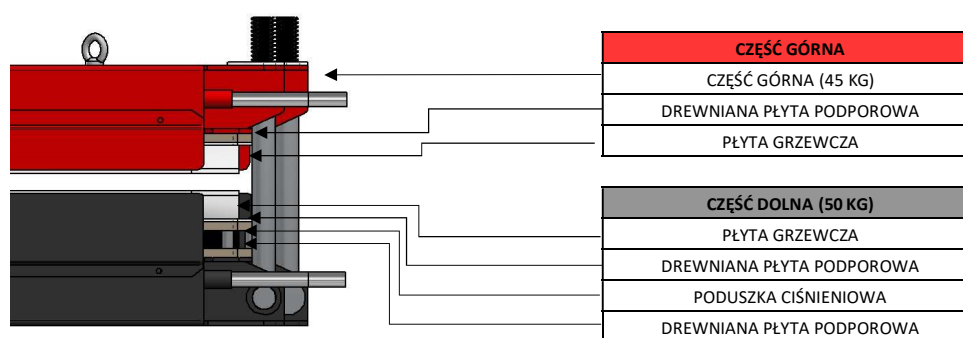 CZĘŚĆ GÓRNA
CZĘŚĆ GÓRNA (45 KG)
DREWNIANA PŁYTA PODPOROWA
PŁYTA GRZEWCZA
CZĘŚĆ DOLNA (50 KG)
PŁYTA GRZEWCZA
DREWNIANA PŁYTA PODPOROWA
PODUSZKA CIŚNIENIOWA
DREWNIANA PŁYTA PODPOROWA